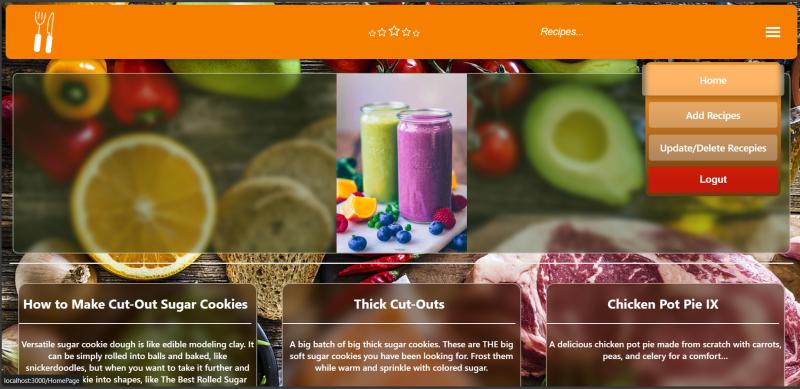 Recipes...
Home
Add Recipes
Update/Delete Recepies
Logut
How to Make Cut-Out Sugar Cookies
Versatile sugar cookie dough is like edible modeling clay. It
can be simply rolled into balls and baked, like
snickerdoodles, but when you want to take it further and
kie into shapes, like The Best Rolled Sugar
Thick Cut-Outs
A big batch of big thick sugar cookies. These are THE big
soft sugar cookies you have been looking for. Frost them
while warm and sprinkle with colored sugar.
Chicken Pot Pie IX
A delicious chicken pot pie made from scratch with carrots,
peas, and celery for a comfort...
localhost:3000/HomePage